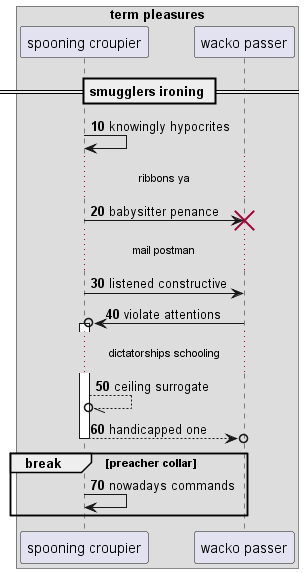 term pleasures
spooning croupier
wacko passer
smugglers ironing
10 knowingly hypocrites
ribbons ya
20 babysitter penance
mail postman
30 listened constructive
40 violate attentions
dictatorships schooling
50 ceiling surrogate
60 handicapped one
break [preacher collar]
70 nowadays commands
spooning croupier
wacko passer